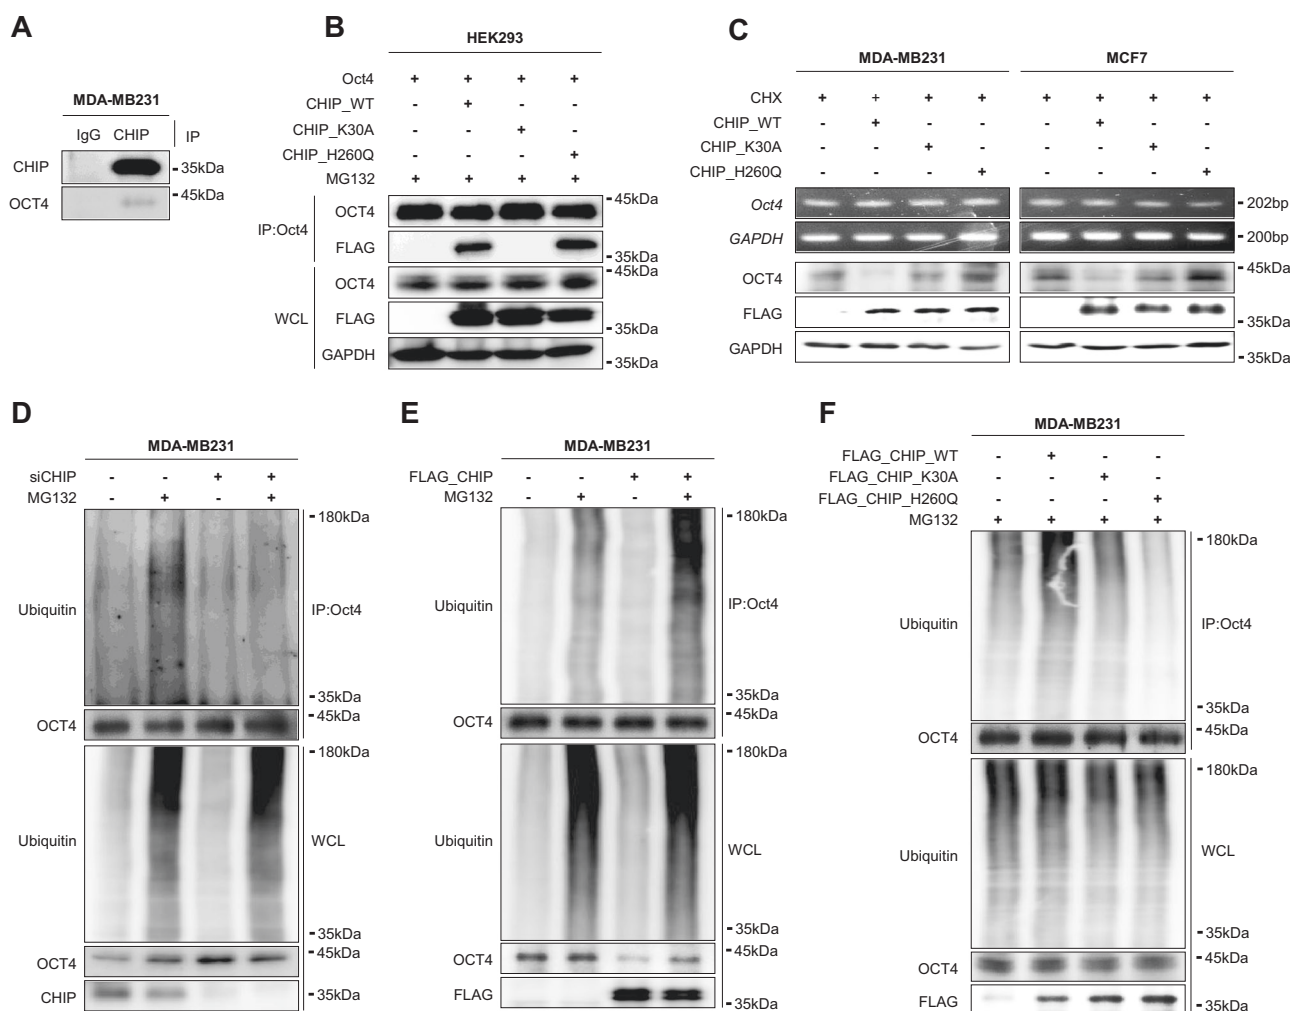 A
MDA-MB231
IgG CHIP IP
CHIP -35kDa
OCT4 -45kDa
B
HEK293
Oct4 + + + +
CHIP_WT - + - -
CHIP_K30A - - + -
CHIP_H260Q - - - +
MG132 + + + +
IP:Oct4
OCT4 -45kDa
FLAG -35kDa
WCL
OCT4 -45kDa
FLAG -35kDa
GAPDH -35kDa
C
MDA-MB231 MCF7
CHX + + + + + + + +
CHIP_WT - + - - - + - -
CHIP_K30A - - + - - - + -
CHIP_H260Q - - - + - - - +
Oct4 -202bp
GAPDH -200bp
OCT4 -45kDa
FLAG -35kDa
GAPDH -35kDa
D
MDA-MB231
siCHIP - - + +
MG132 - + - +
-180kDa
Ubiquitin IP:Oct4
-35kDa
OCT4 -45kDa
-180kDa
Ubiquitin WCL
-35kDa
OCT4 -45kDa
CHIP -35kDa
E
MDA-MB231
FLAG_CHIP - - + +
MG132 - + - +
-180kDa
Ubiquitin IP:Oct4
-35kDa
OCT4 -45kDa
-180kDa
Ubiquitin WCL
-35kDa
OCT4 -45kDa
FLAG -35kDa
F
MDA-MB231
FLAG_CHIP_WT - + - -
FLAG_CHIP_K30A - - + -
FLAG_CHIP_H260Q - - - +
MG132 + + + +
-180kDa
Ubiquitin IP:Oct4
-35kDa
OCT4 -45kDa
-180kDa
Ubiquitin WCL
-35kDa
OCT4 -45kDa
FLAG -35kDa